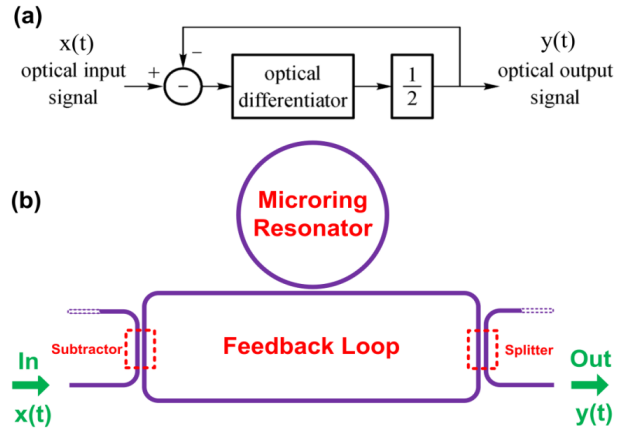 (a)
x(t)
optical input
signal
+
−
-
optical
differentiator
1
2
y(t)
optical output
signal
(b)
Microring
Resonator
Subtractor
Feedback Loop
Splitter
In
x(t)
Out
y(t)